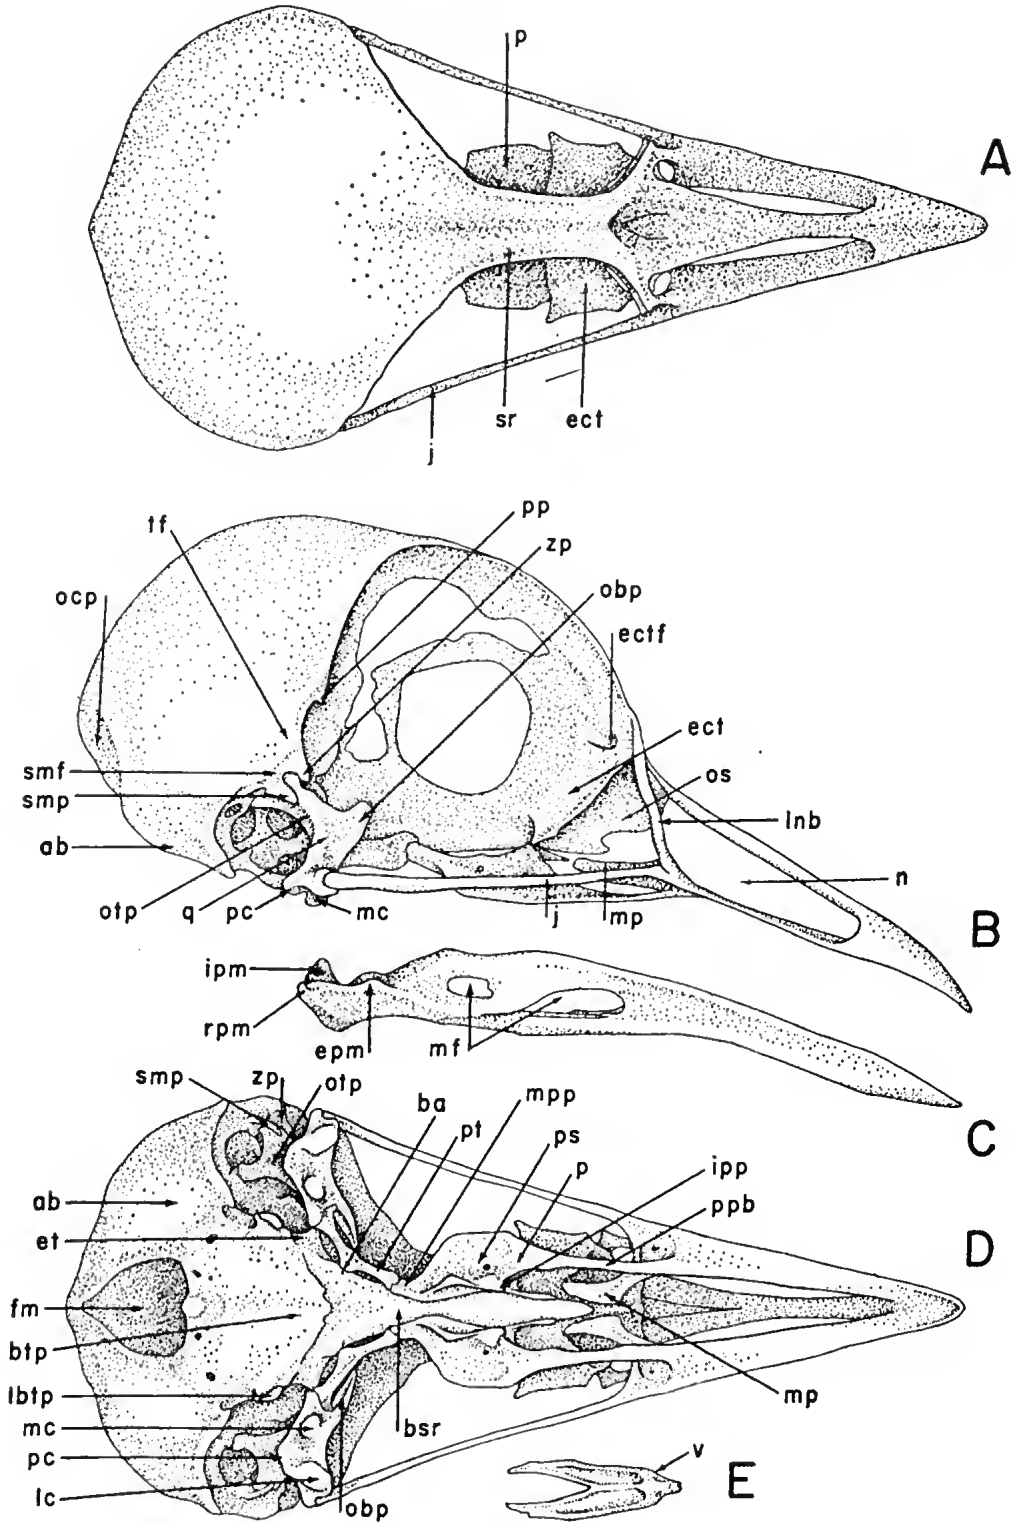 p
A
sr
ect
j
pp
tf
zp
ocp
obp
ectf
ect
smf
os
smp
lnb
ab
n
otp
q
pc
mc
j
mp
B
ipm
rpm
epm
mf
C
smp
zp
otp
ba
mpp
pt
ps
p
ipp
ppb
ab
et
D
fm
btp
lbtp
mp
mc
bsr
pc
v
lc
obp
E